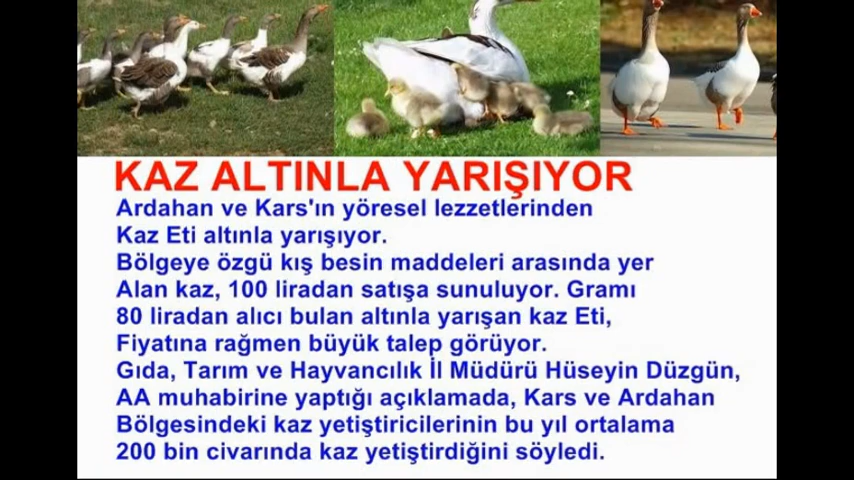 KAZ ALTINLA YARIŞIYOR
Ardahan ve Kars'ın yöresel lezzetlerinden
Kaz Eti altınla yarışıyor.
Bölgeye özgü kış besin maddeleri arasında yer
Alan kaz, 100 liradan satışa sunuluyor. Gramı
80 liradan alıcı bulan altınla yarışan kaz Eti,
Fiyatına rağmen büyük talep görüyor.
Gıda, Tarım ve Hayvancılık İl Müdürü Hüseyin Düzgün,
AA muhabirine yaptığı açıklamada, Kars ve Ardahan
Bölgesindeki kaz yetiştiricilerinin bu yıl ortalama
200 bin civarında kaz yetiştirdiğini söyledi.